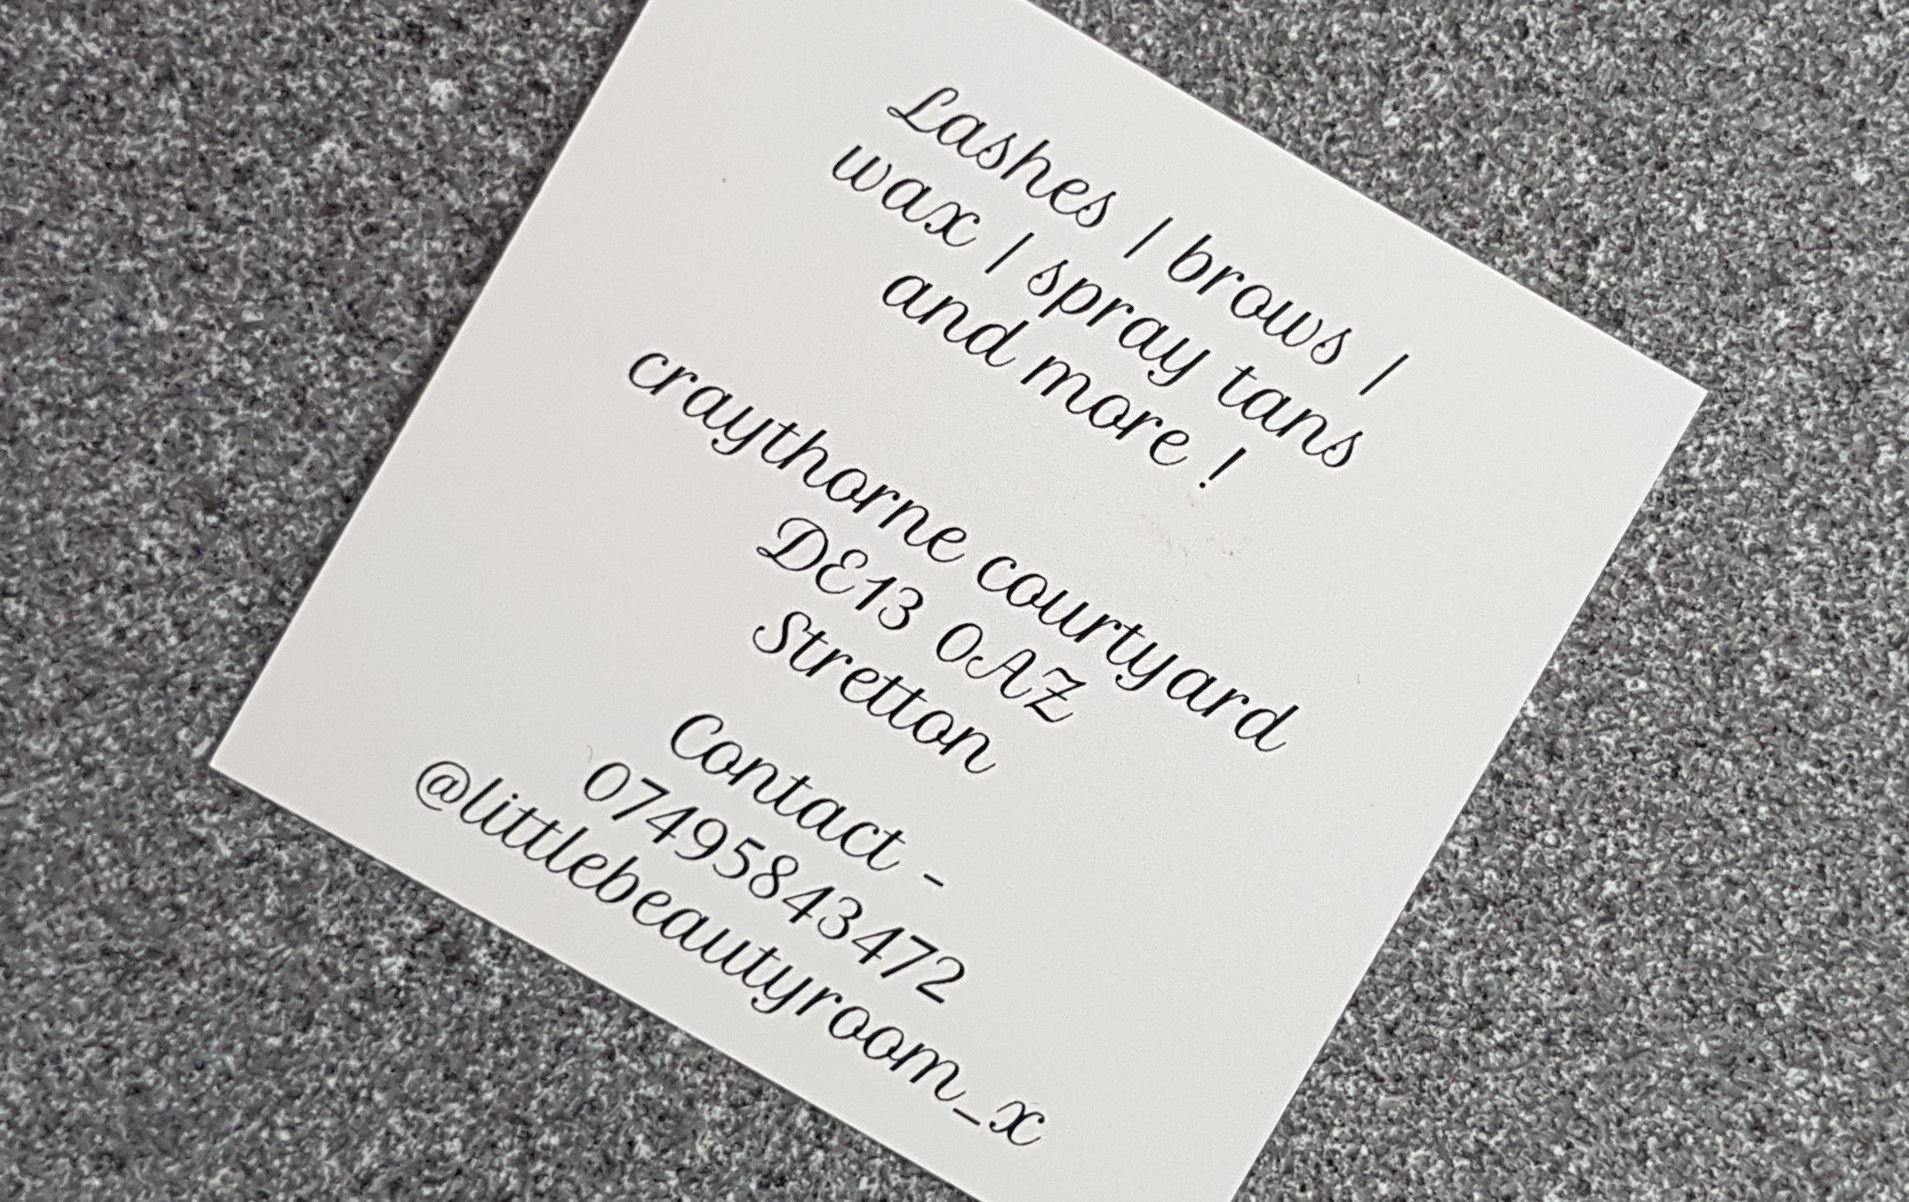 Lashes | brows |
wax | spray tans
and more !
craythorne courtyard
DE13 0AZ
Stretton
Contact -
07495843472
@littlebeautyroom_x